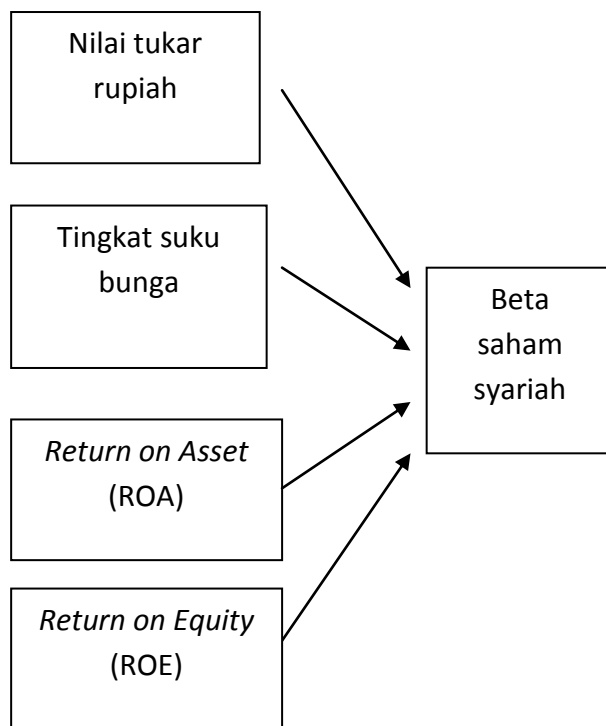 Nilai tukar
rupiah
Tingkat suku
bunga
Beta
saham
syariah
Return on Asset
(ROA)
Return on Equity
(ROE)